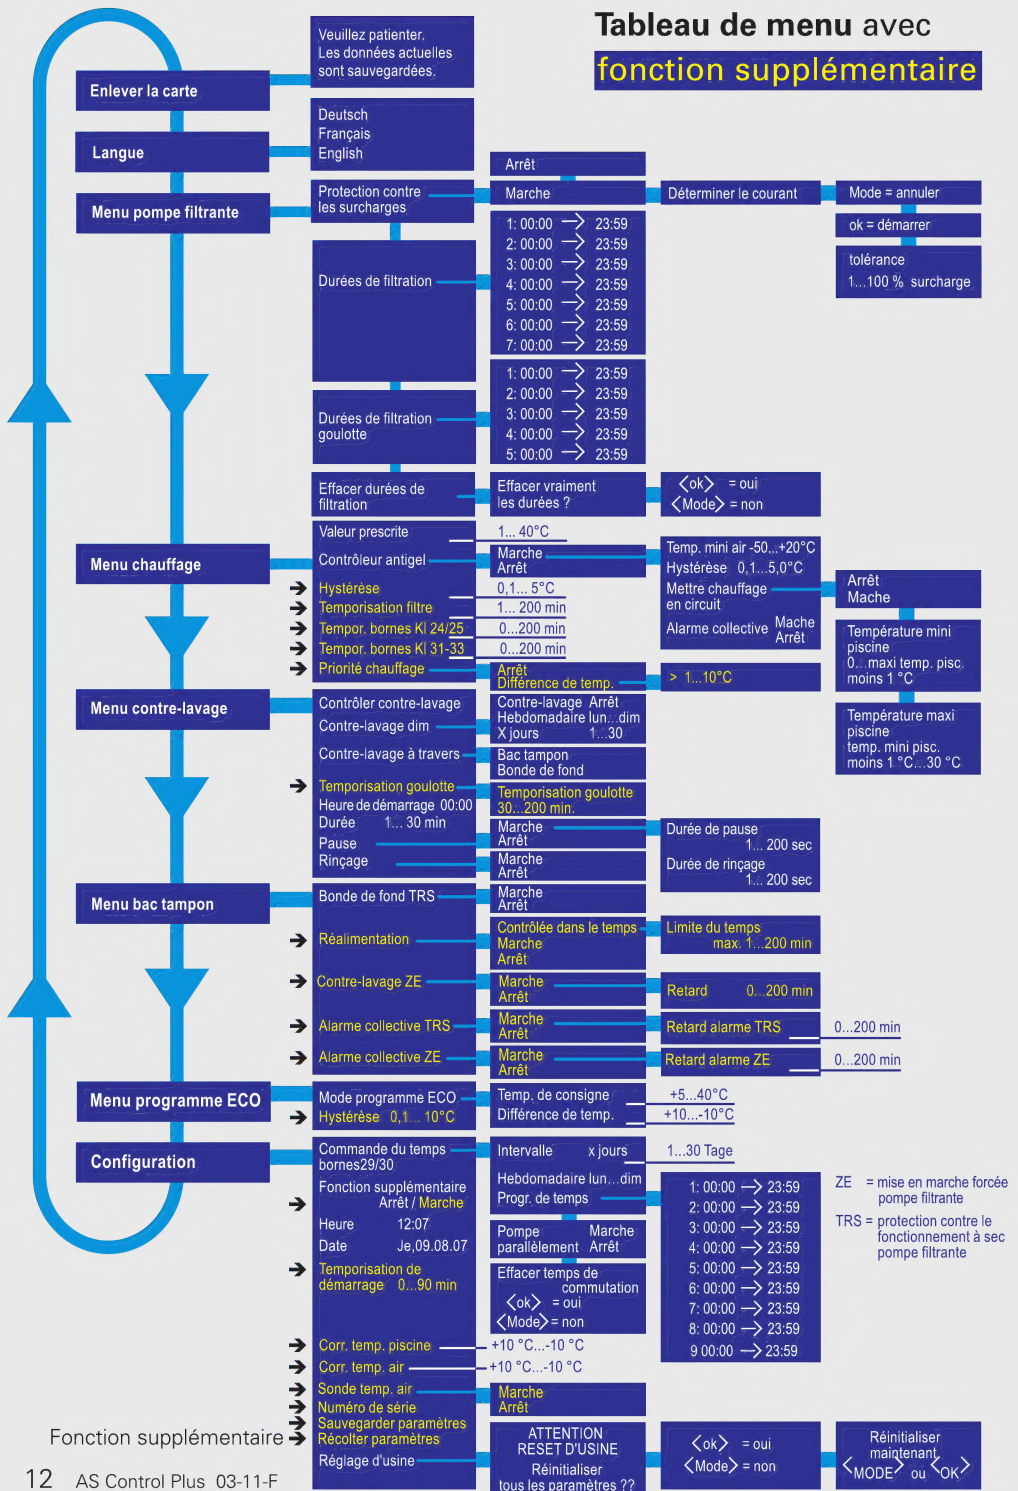 Tableau de menu avec
fonction supplémentaire
Veuillez patienter.
Les données actuelles
sont sauvegardées.
Enlever la carte
Deutsch
Français
English
Langue
Menu pompe filtrante
Protection contre
les surcharges
Arrêt
Marche
Déterminer le courant
Mode = annuler
ok = démarrer
tolérance
1...100 % surcharge
Durées de filtration
1: 00:00 → 23:59
2: 00:00 → 23:59
3: 00:00 → 23:59
4: 00:00 → 23:59
5: 00:00 → 23:59
6: 00:00 → 23:59
7: 00:00 → 23:59
Durées de filtration
goulotte
1: 00:00 → 23:59
2: 00:00 → 23:59
3: 00:00 → 23:59
4: 00:00 → 23:59
5: 00:00 → 23:59
Effacer durées de
filtration
Effacer vraiment
les durées ?
<ok> = oui
<Mode> = non
Menu chauffage
Valeur prescrite
1... 40°C
Contrôleur antigel
Marche
Arrêt
Temp. mini air -50...+20°C
Hystérèse 0,1...5,0°C
Mettre chauffage
en circuit
Alarme collective Mache
Arrêt
Arrêt
Mache
Température mini
piscine
0...maxi temp. pisc.
moins 1 °C
Température maxi
piscine
temp. mini pisc.
moins 1 °C...30 °C
→ Hystérèse
0,1... 5°C
→ Temporisation filtre
1... 200 min
→ Tempor. bornes Kl 24/25
0...200 min
→ Tempor. bornes Kl 31-33
0...200 min
→ Priorité chauffage
Arrêt
Différence de temp.
> 1...10°C
Menu contre-lavage
Contrôler contre-lavage
Contre-lavage dim
Contre-lavage Arrêt
Hebdomadaire lun...dim
X jours 1...30
Contre-lavage à travers
Bac tampon
Bonde de fond
→ Temporisation goulotte
Temporisation goulotte
30...200 min.
Heure de démarrage 00:00
Durée 1... 30 min
Pause
Marche
Arrêt
Durée de pause
1... 200 sec
Durée de rinçage
1... 200 sec
Rinçage
Marche
Arrêt
Menu bac tampon
Bonde de fond TRS
Marche
Arrêt
→ Réalimentation
Contrôlée dans le temps
Marche
Arrêt
Limite du temps
max. 1...200 min
→ Contre-lavage ZE
Marche
Arrêt
Retard 0...200 min
→ Alarme collective TRS
Marche
Arrêt
Retard alarme TRS
0...200 min
→ Alarme collective ZE
Marche
Arrêt
Retard alarme ZE
0...200 min
Menu programme ECO
Mode programme ECO
→ Hystérèse 0,1... 10°C
Temp. de consigne
+5...40°C
Différence de temp.
+10...-10°C
Configuration
Commande du temps
bornes29/30
Intervalle x jours
1...30 Tage
Hebdomadaire lun...dim
Progr. de temps
1: 00:00 → 23:59
2: 00:00 → 23:59
3: 00:00 → 23:59
4: 00:00 → 23:59
5: 00:00 → 23:59
6: 00:00 → 23:59
7: 00:00 → 23:59
8: 00:00 → 23:59
9 00:00 → 23:59
ZE = mise en marche forcée
pompe filtrante
TRS = protection contre le
fonctionnement à sec
pompe filtrante
Pompe Marche
parallèlement Arrêt
Effacer temps de
commutation
<ok> = oui
<Mode> = non
Fonction supplémentaire
→ Arrêt / Marche
Heure 12:07
Date Je,09.08.07
→ Temporisation de
démarrage 0...90 min
→ Corr. temp. piscine
+10 °C...-10 °C
→ Corr. temp. air
+10 °C...-10 °C
→ Sonde temp. air
Marche
Arrêt
→ Numéro de série
→ Sauvegarder paramètres
Fonction supplémentaire → Récolter paramètres
Réglage d'usine
ATTENTION
RESET D'USINE
Réinitialiser
tous les paramètres ??
<ok> = oui
<Mode> = non
Réinitialiser
maintenant
<MODE> ou <OK>
12 AS Control Plus 03-11-F